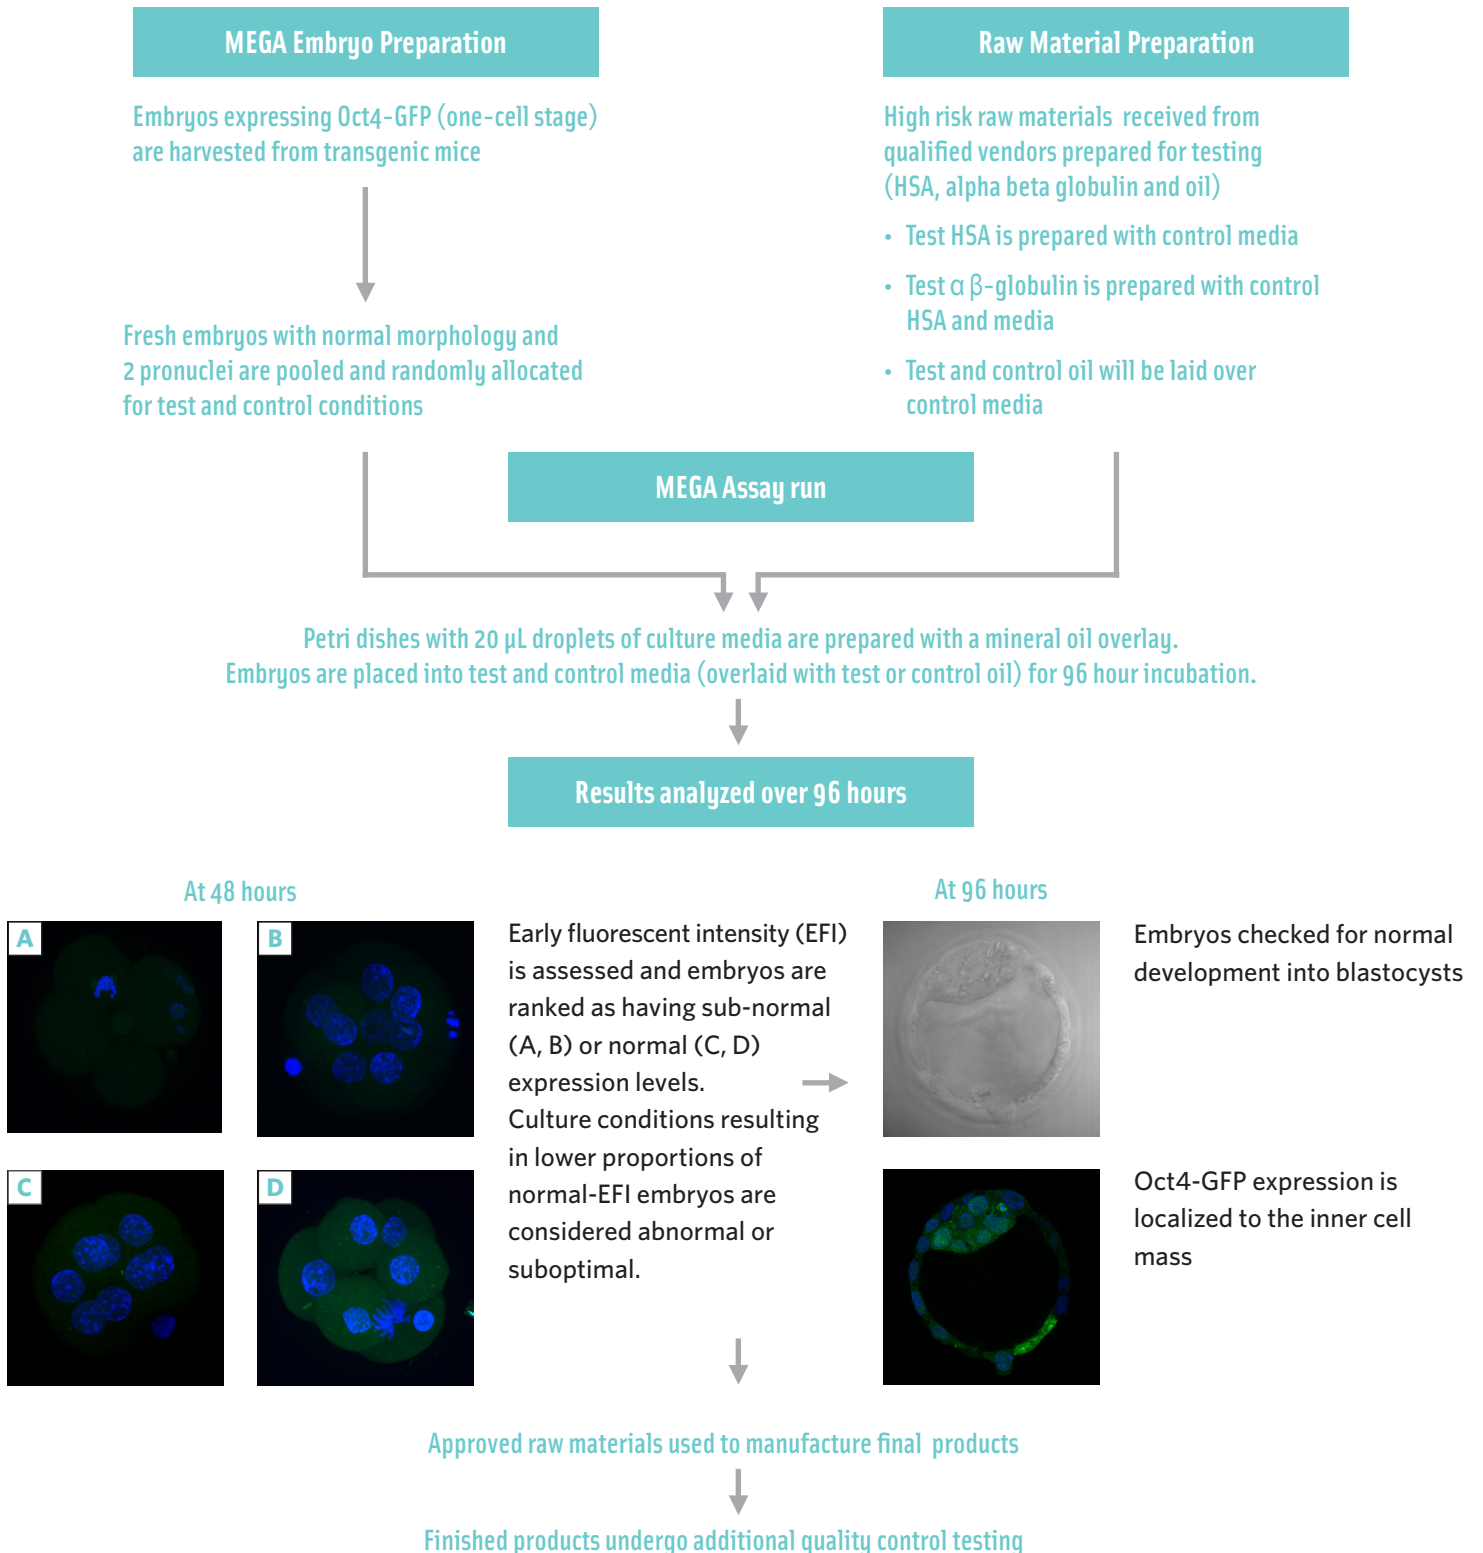 MEGA Embryo Preparation
Embryos expressing Oct4-GFP (one-cell stage)
are harvested from transgenic mice
Fresh embryos with normal morphology and
2 pronuclei are pooled and randomly allocated
for test and control conditions
Raw Material Preparation
High risk raw materials received from
qualified vendors prepared for testing
(HSA, alpha beta globulin and oil)
• Test HSA is prepared with control media
• Test α β-globulin is prepared with control
HSA and media
• Test and control oil will be laid over
control media
MEGA Assay run
Petri dishes with 20 µL droplets of culture media are prepared with a mineral oil overlay.
Embryos are placed into test and control media (overlaid with test or control oil) for 96 hour incubation.
Results analyzed over 96 hours
At 48 hours
A
B
C
D
Early fluorescent intensity (EFI)
is assessed and embryos are
ranked as having sub-normal
(A, B) or normal (C, D)
expression levels.
Culture conditions resulting
in lower proportions of
normal-EFI embryos are
considered abnormal or
suboptimal.
At 96 hours
Embryos checked for normal
development into blastocysts
Oct4-GFP expression is
localized to the inner cell
mass
Approved raw materials used to manufacture final products
Finished products undergo additional quality control testing